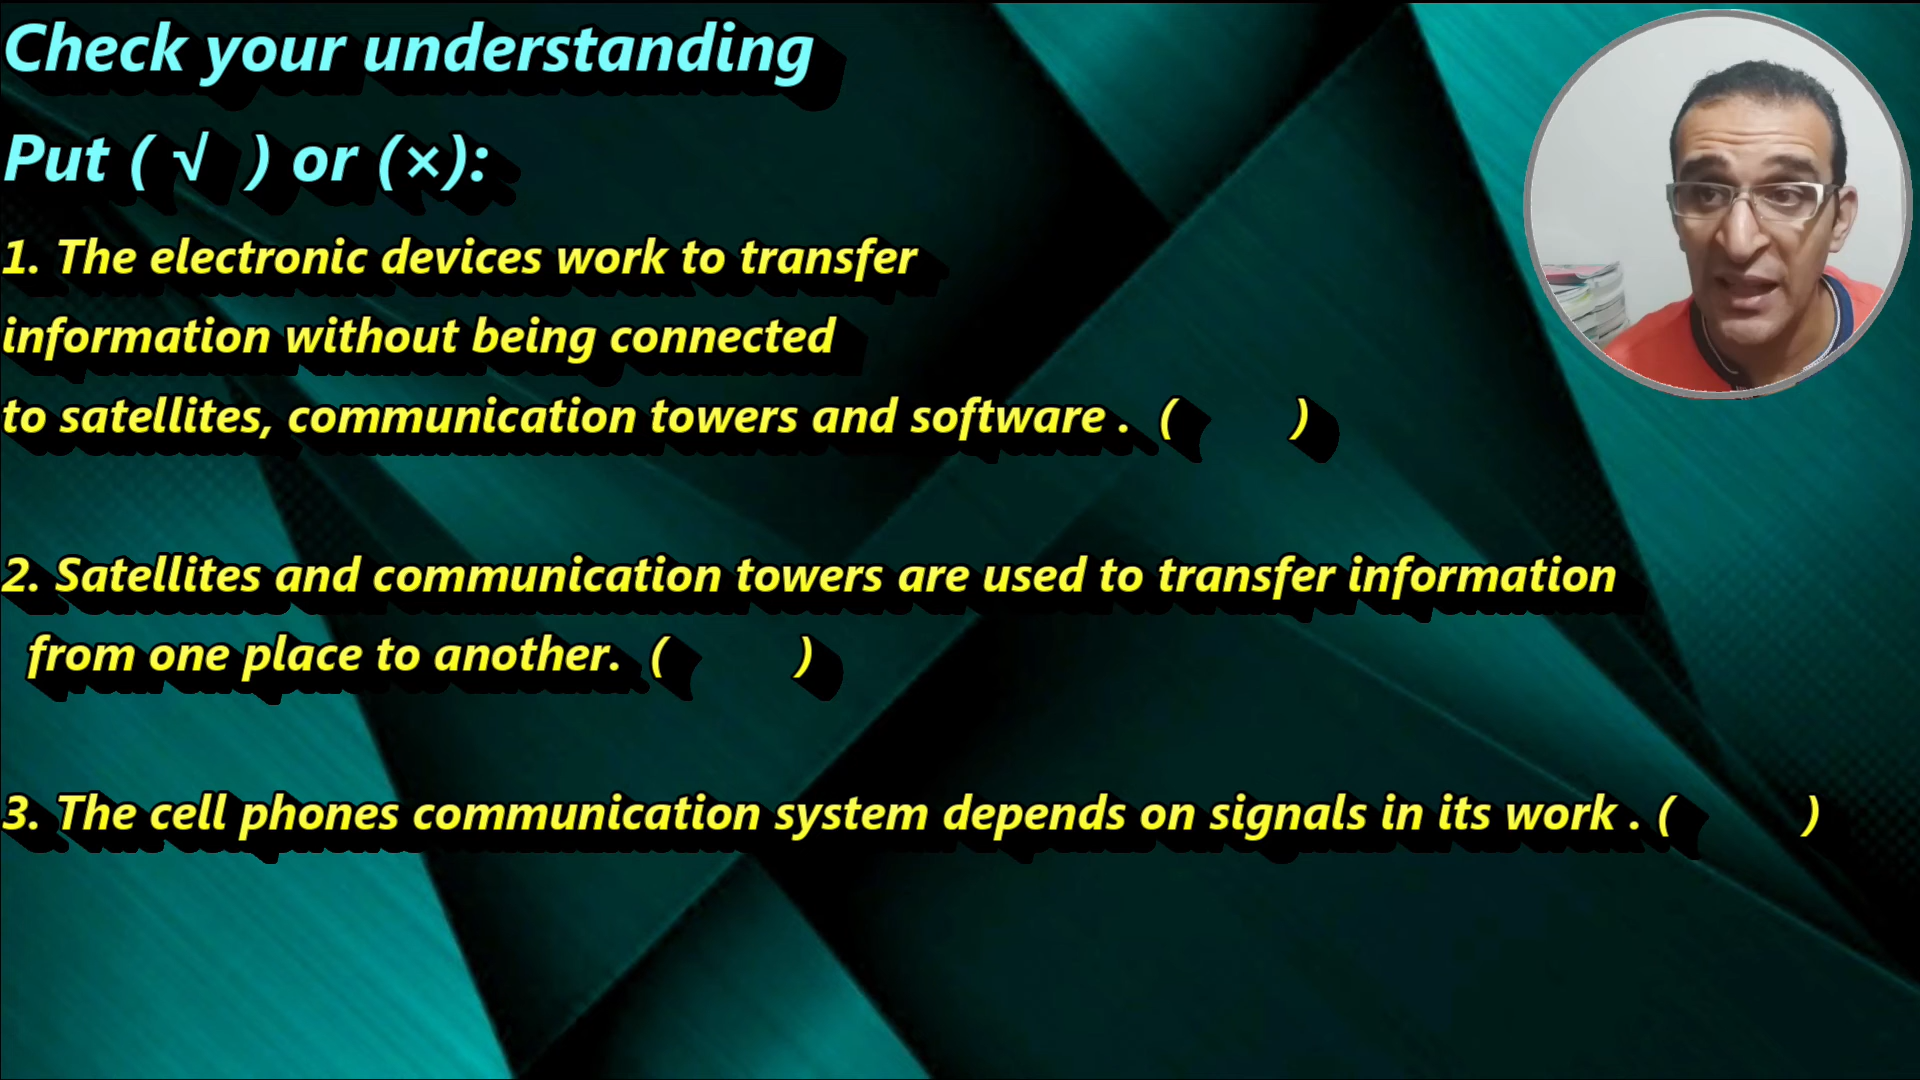 Check your understanding
Put ( √ ) or (×):
1. The electronic devices work to transfer
information without being connected
to satellites, communication towers and software . ( )
2. Satellites and communication towers are used to transfer information
from one place to another. ( )
3. The cell phones communication system depends on signals in its work . ( )